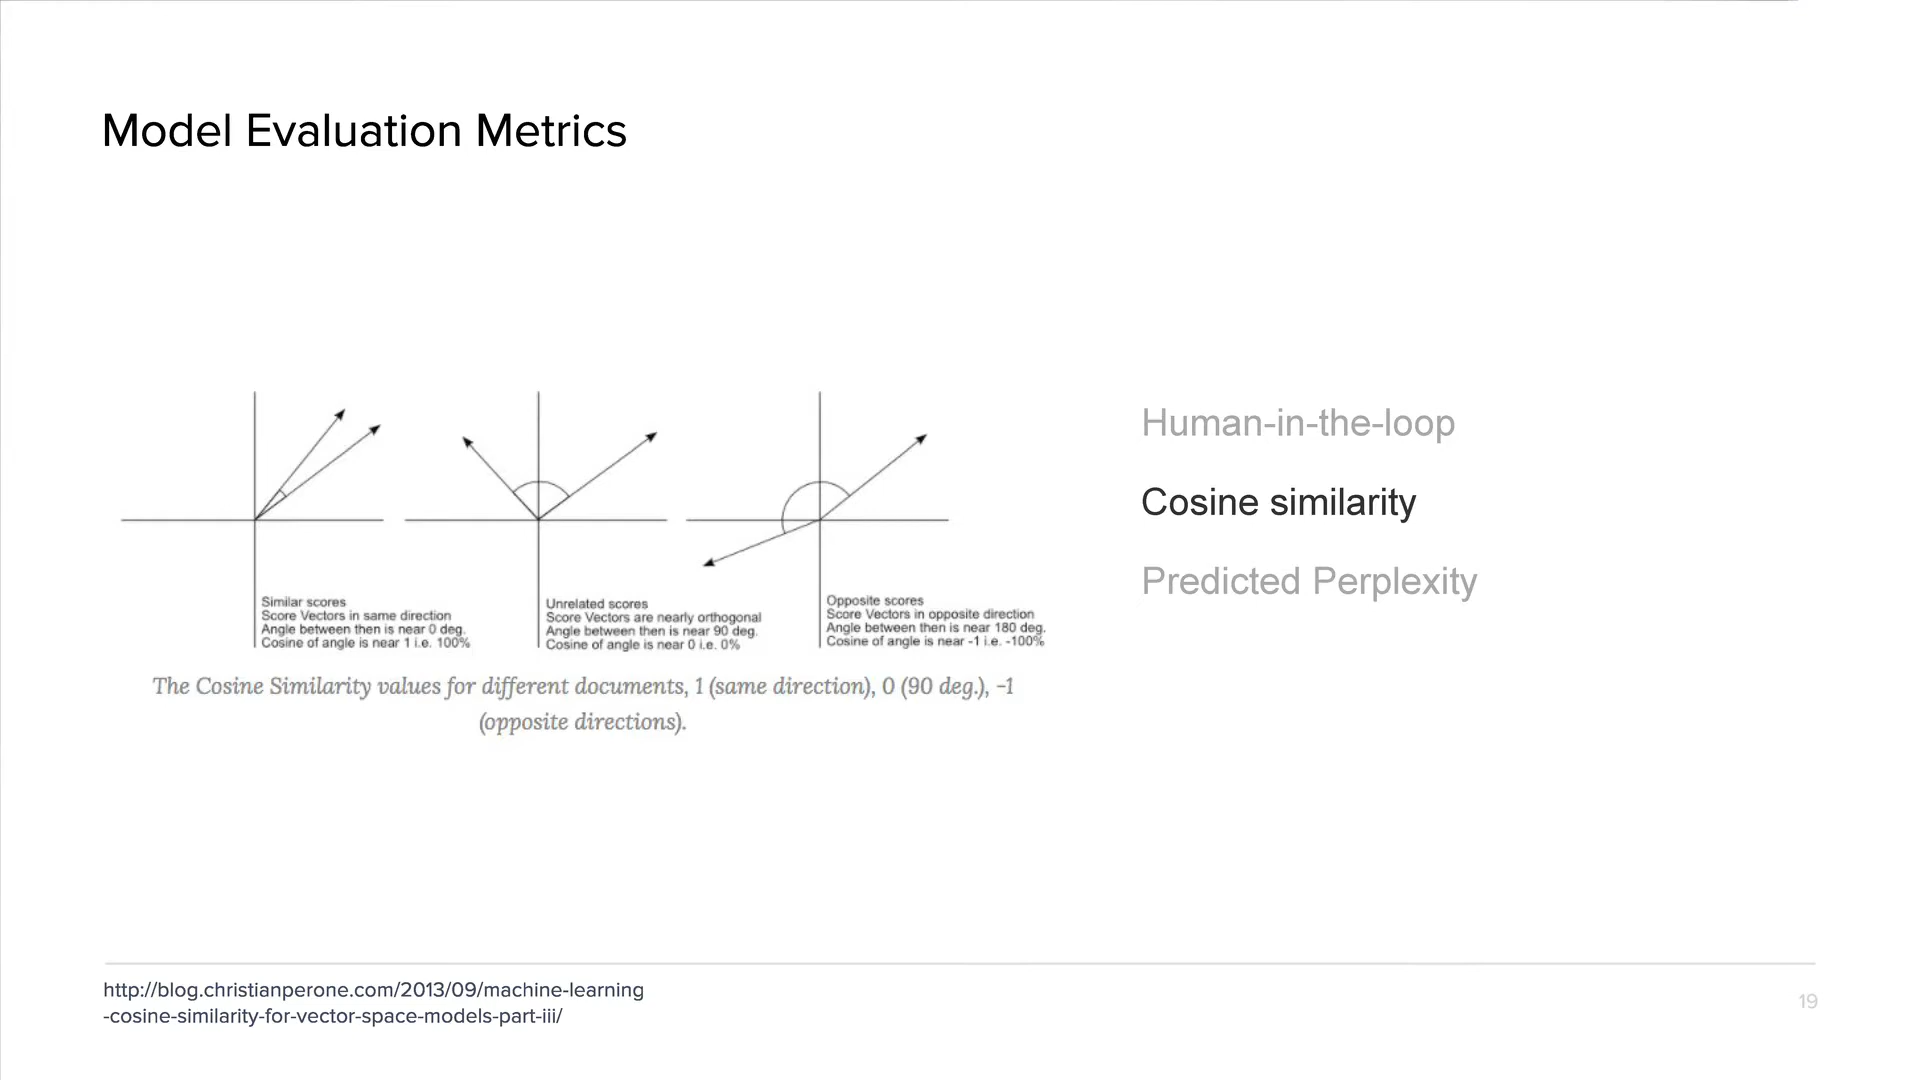 Model Evaluation Metrics
Similar scores
Score Vectors in same direction
Angle between then is near 0 deg.
Cosine of angle is near 1 i.e. 100%
Unrelated scores
Score Vectors are nearly orthogonal
Angle between then is near 90 deg.
Cosine of angle is near 0 i.e. 0%
Opposite scores
Score Vectors in opposite direction
Angle between then is near 180 deg.
Cosine of angle is near -1 i.e. -100%
The Cosine Similarity values for different documents, 1 (same direction), 0 (90 deg.), -1
(opposite directions).
Human-in-the-loop
Cosine similarity
Predicted Perplexity
http://blog.christianperone.com/2013/09/machine-learning
-cosine-similarity-for-vector-space-models-part-iii/
19